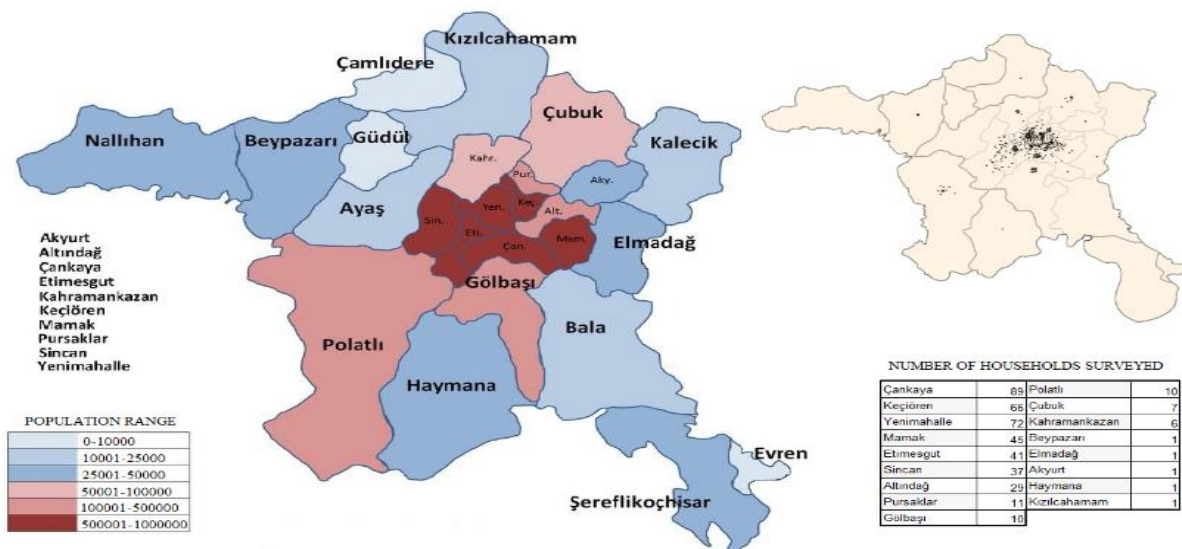 Kızılcahamam
Çamlıdere
Çubuk
Nallıhan
Beypazarı
Güdül
Kalecik
Kahr.
Pur.
Aky.
Ayaş
Sin.
Yen.
Keç.
Alt.
Eti.
Çan.
Mam.
Elmadağ
Gölbaşı
Polatlı
Bala
Haymana
Evren
Şereflikoçhisar
Akyurt
Altındağ
Çankaya
Etimesgut
Kahramankazan
Keçiören
Mamak
Pursaklar
Sincan
Yenimahalle
POPULATION RANGE
0-10000
10001-25000
25001-50000
50001-100000
100001-500000
500001-1000000
NUMBER OF HOUSEHOLDS SURVEYED
Çankaya 89 Polatlı 10
Keçiören 66 Çubuk 7
Yenimahalle 72 Kahramankazan 6
Mamak 45 Beypazarı 1
Etimesgut 41 Elmadağ 1
Sincan 37 Akyurt 1
Altındağ 29 Haymana 1
Pursaklar 11 Kızılcahamam 1
Gölbaşı 10